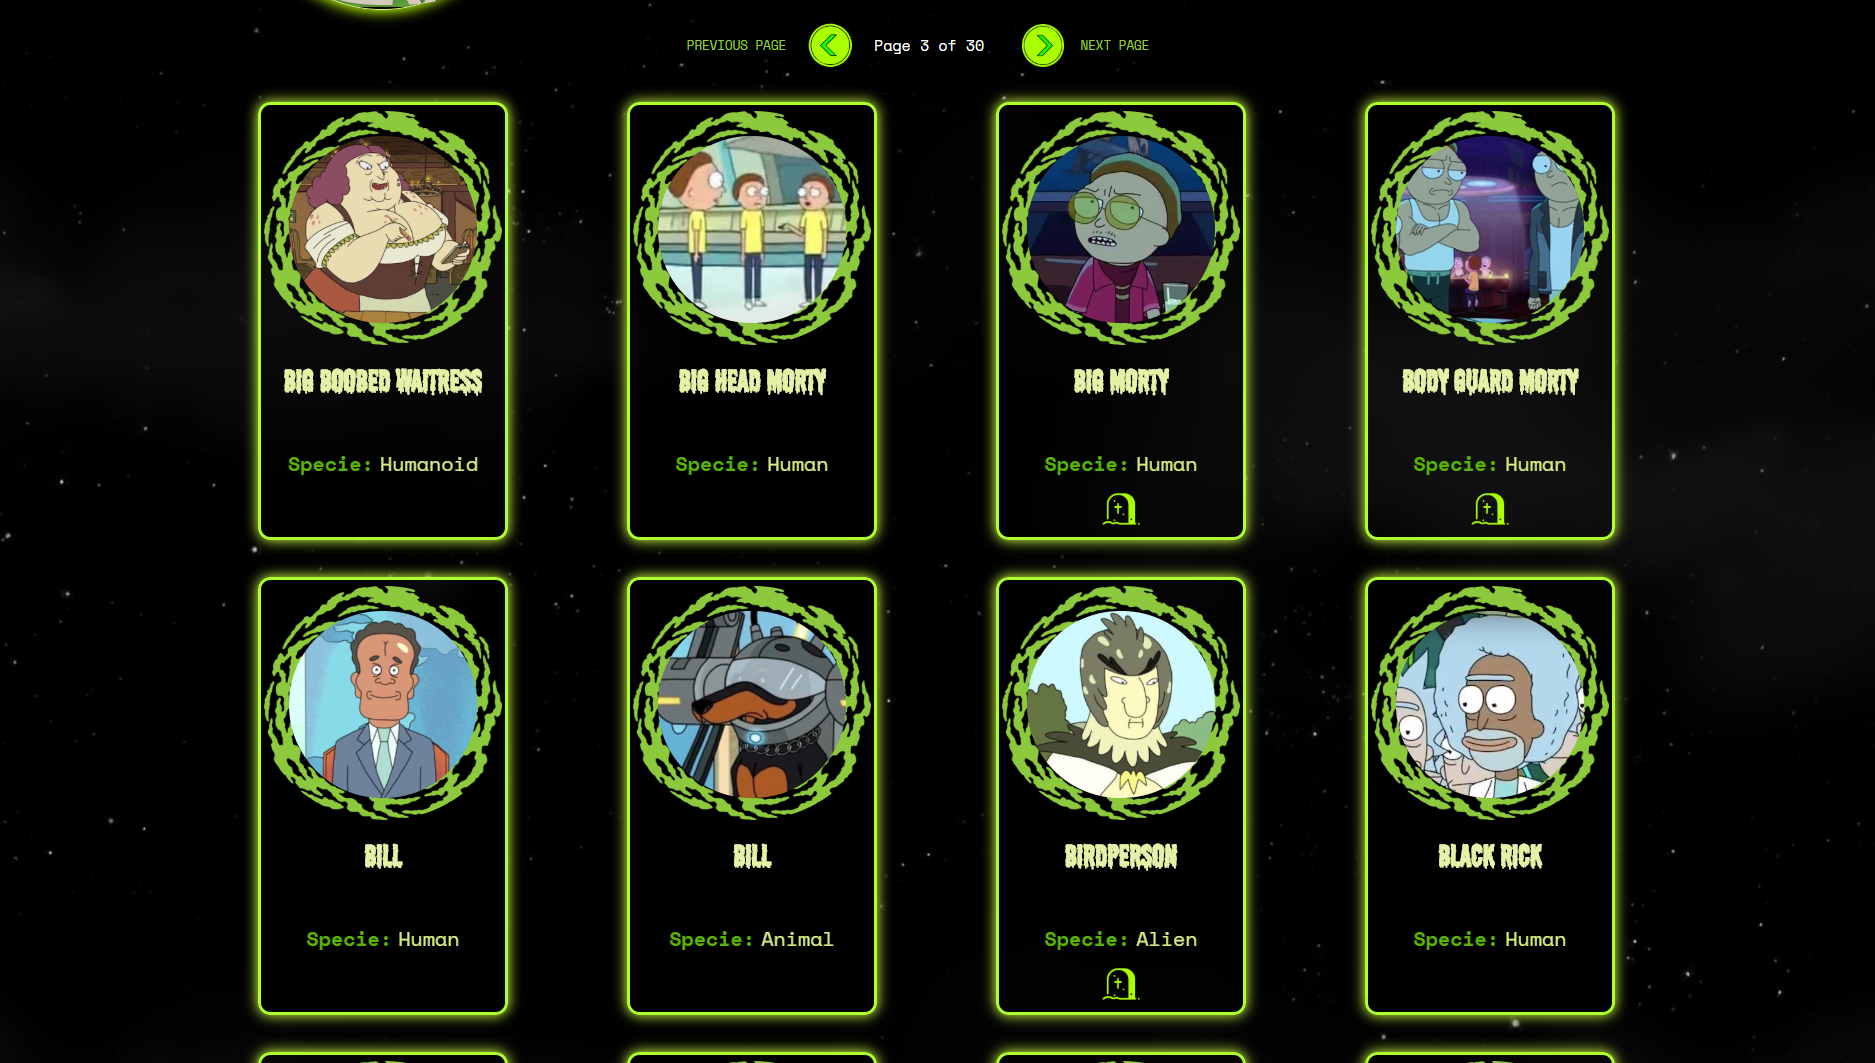 PREVIOUS PAGE Page 3 of 30 NEXT PAGE
BIG BOOBED WAITRESS
Specie: Humanoid
BIG HEAD MORTY
Specie: Human
BIG MORTY
Specie: Human
BODY GUARD MORTY
Specie: Human
BILL
Specie: Human
BILL
Specie: Animal
BIRDPERSON
Specie: Alien
BLACK RICK
Specie: Human